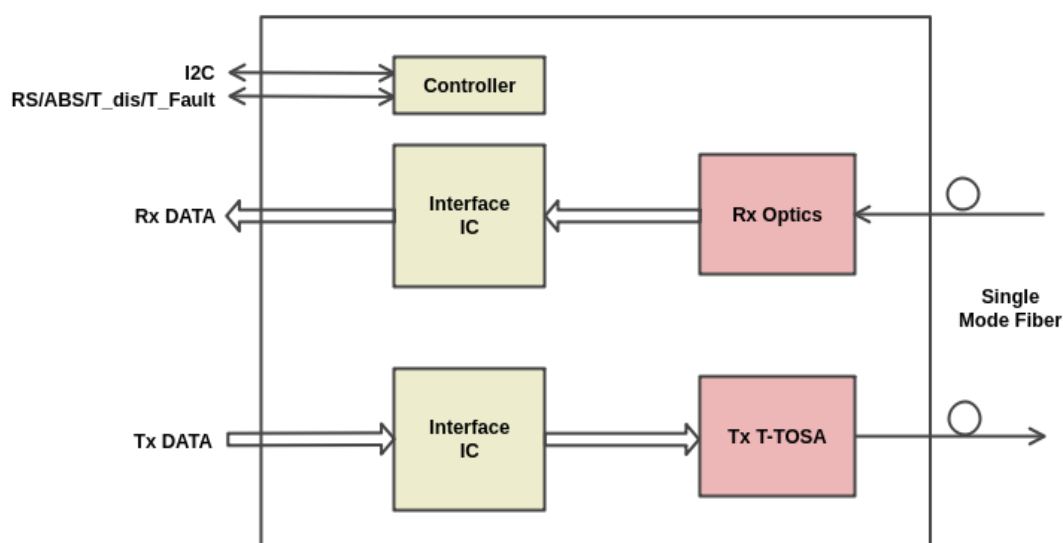 I2C
RS/ABS/T_dis/T_Fault
Controller
Rx DATA
Interface
IC
Rx Optics
Single
Mode Fiber
Tx DATA
Interface
IC
Tx T-TOSA